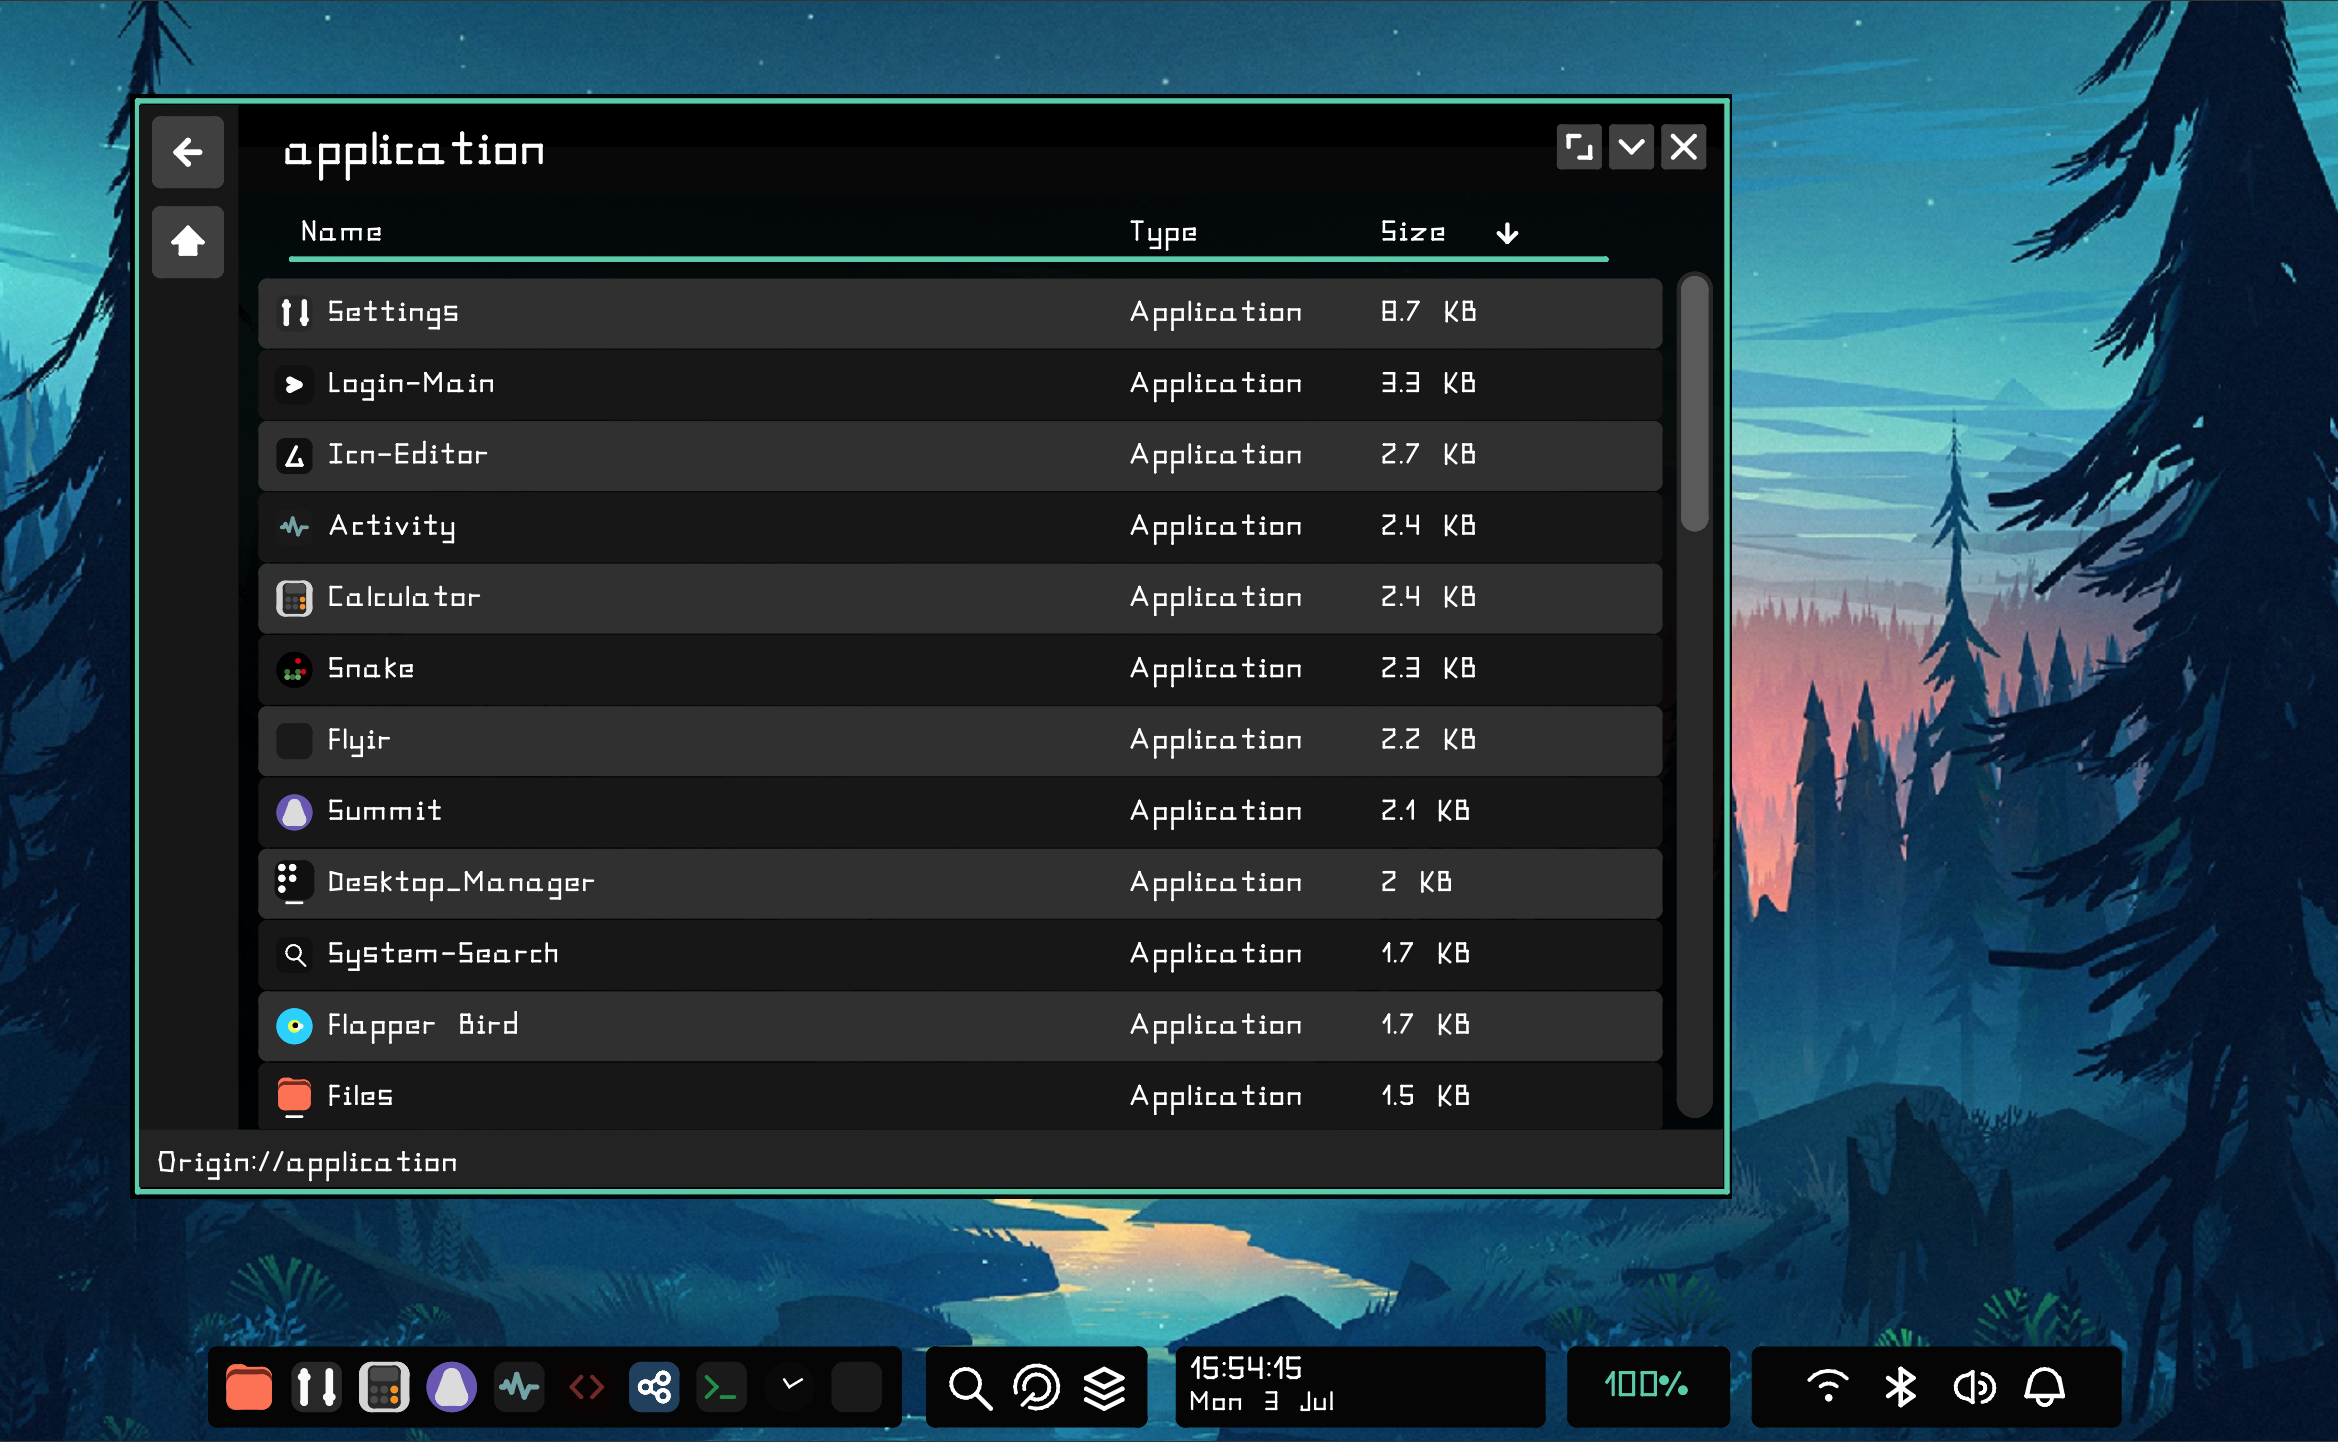 application
Name Type Size
Settings Application 8.7 KB
Login-Main Application 3.3 KB
Icn-Editor Application 2.7 KB
Activity Application 2.4 KB
Calculator Application 2.4 KB
Snake Application 2.3 KB
Flyir Application 2.2 KB
Summit Application 2.1 KB
Desktop_Manager Application 2 KB
System-Search Application 1.7 KB
Flapper Bird Application 1.7 KB
Files Application 1.5 KB
Origin://application
15:54:15
Mon 3 Jul
100%